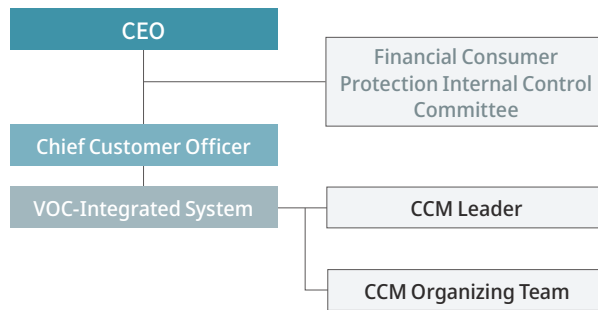 CEO
Financial Consumer
Protection Internal Control
Committee
Chief Customer Officer
VOC-Integrated System
CCM Leader
CCM Organizing Team